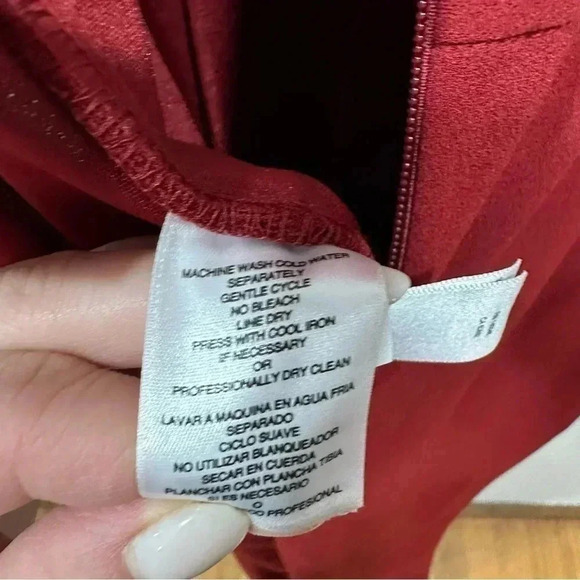 MACHINE WASH COLD WATER
SEPARATELY
GENTLE CYCLE
NO BLEACH
LINE DRY
PRESS WITH COOL IRON
IF NECESSARY
OR
PROFESSIONALLY DRY CLEAN
LAVAR A MAQUINA EN AGUA FRIA
SEPARADO
CICLO SUAVE
NO UTILIZAR BLANQUEADOR
SECAR EN CUERDA
PLANCHAR CON PLANCHA TIBIA
ES NECESARIO
O
PROFESIONAL